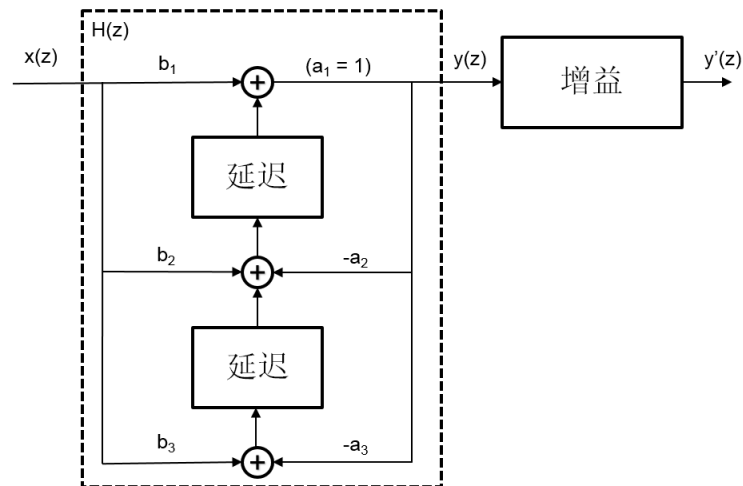 H(z)
x(z)
b₁
(a₁ = 1)
y(z)
增益
y’(z)
延迟
b₂
-a₂
延迟
b₃
-a₃